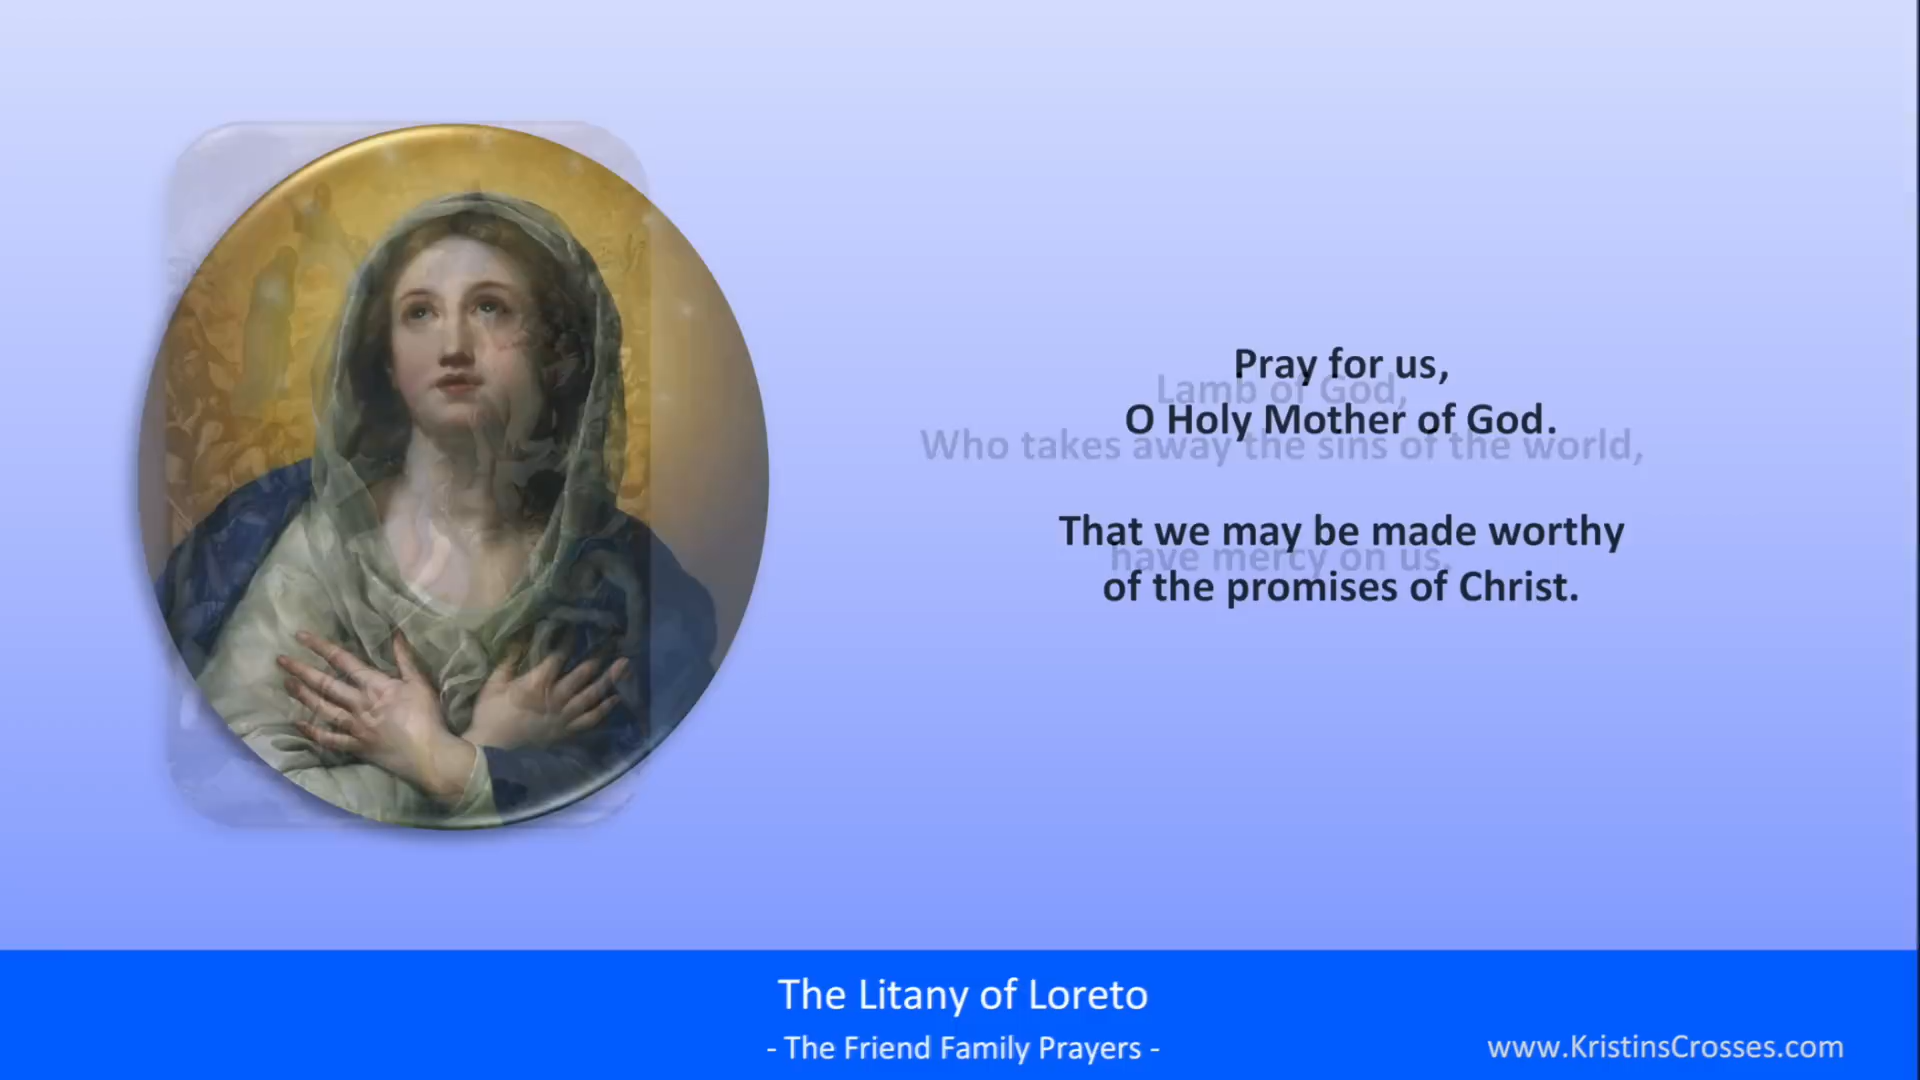 Pray for us,
Lamb of God,
O Holy Mother of God.
Who takes away the sins of the world,
That we may be made worthy
have mercy on us.
of the promises of Christ.
The Litany of Loreto
- The Friend Family Prayers -
www.KristinsCrosses.com